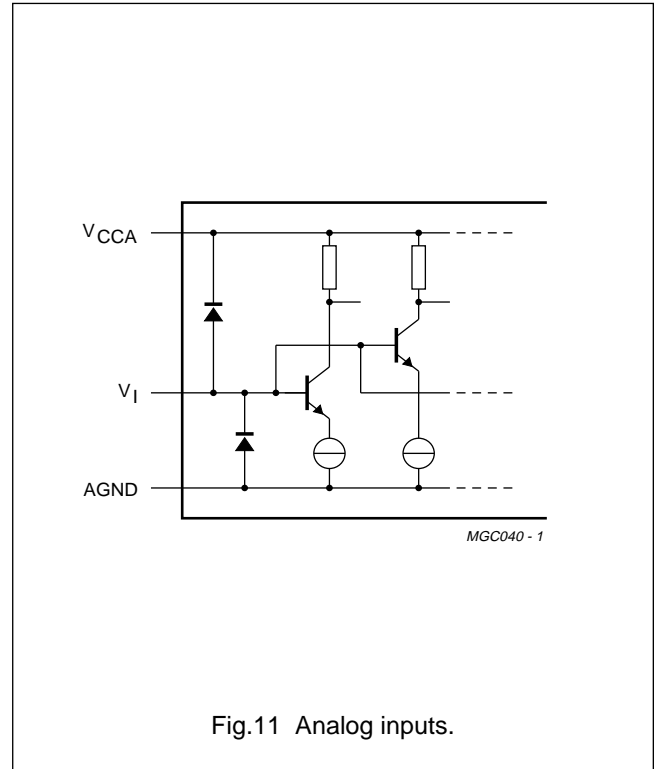 VCCA
VI
AGND
MGC040 - 1
Fig.11 Analog inputs.